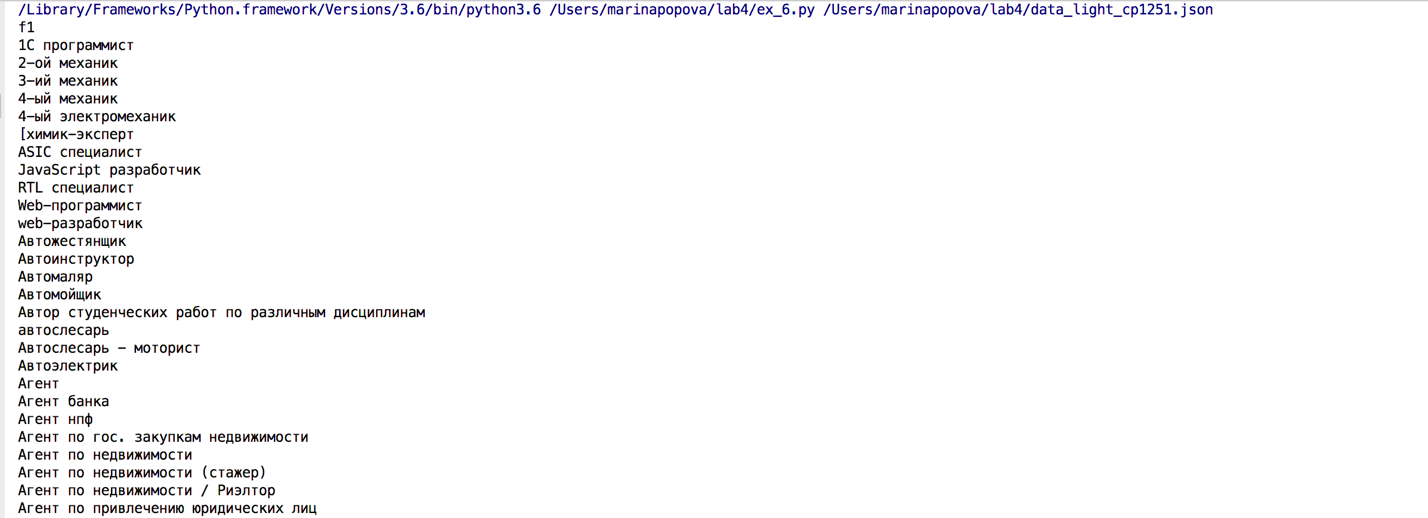 /Library/Frameworks/Python.framework/Versions/3.6/bin/python3.6 /Users/marinapopova/lab4/ex_6.py /Users/marinapopova/lab4/data_light_cp1251.json
f1
1C программист
2-ой механик
3-ий механик
4-ый механик
4-ый электромеханик
[химик-эксперт
ASIC специалист
JavaScript разработчик
RTL специалист
Web-программист
web-разработчик
Автожестянщик
Автоинструктор
Автомаляр
Автомойщик
Автор студенческих работ по различным дисциплинам
автослесарь
Автослесарь - моторист
Автоэлектрик
Агент
Агент банка
Агент нпф
Агент по гос. закупкам недвижимости
Агент по недвижимости
Агент по недвижимости (стажер)
Агент по недвижимости / Риэлтор
Агент по привлечению юридических лиц